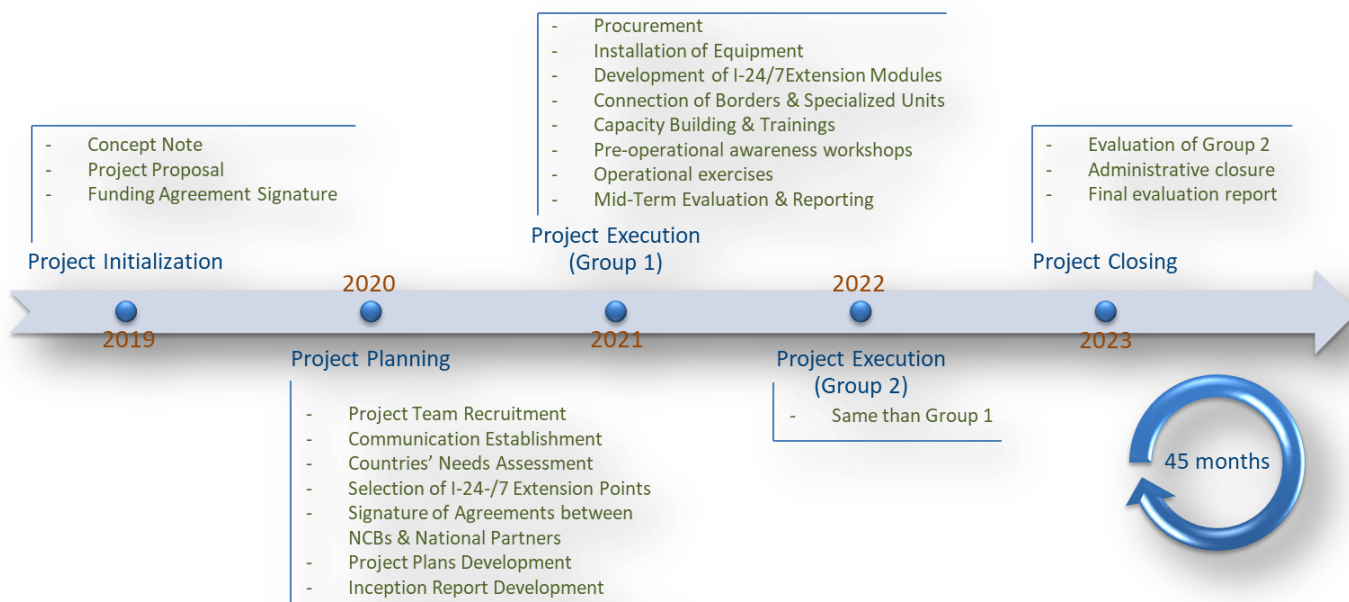 - Concept Note
- Project Proposal
- Funding Agreement Signature
Project Initialization
2019
2020
Project Planning
- Project Team Recruitment
- Communication Establishment
- Countries’ Needs Assessment
- Selection of I-24-/7 Extension Points
- Signature of Agreements between
NCBs & National Partners
- Project Plans Development
- Inception Report Development
- Procurement
- Installation of Equipment
- Development of I-24/7Extension Modules
- Connection of Borders & Specialized Units
- Capacity Building & Trainings
- Pre-operational awareness workshops
- Operational exercises
- Mid-Term Evaluation & Reporting
Project Execution
(Group 1)
2021
2022
Project Execution
(Group 2)
- Same than Group 1
- Evaluation of Group 2
- Administrative closure
- Final evaluation report
Project Closing
2023
45 months